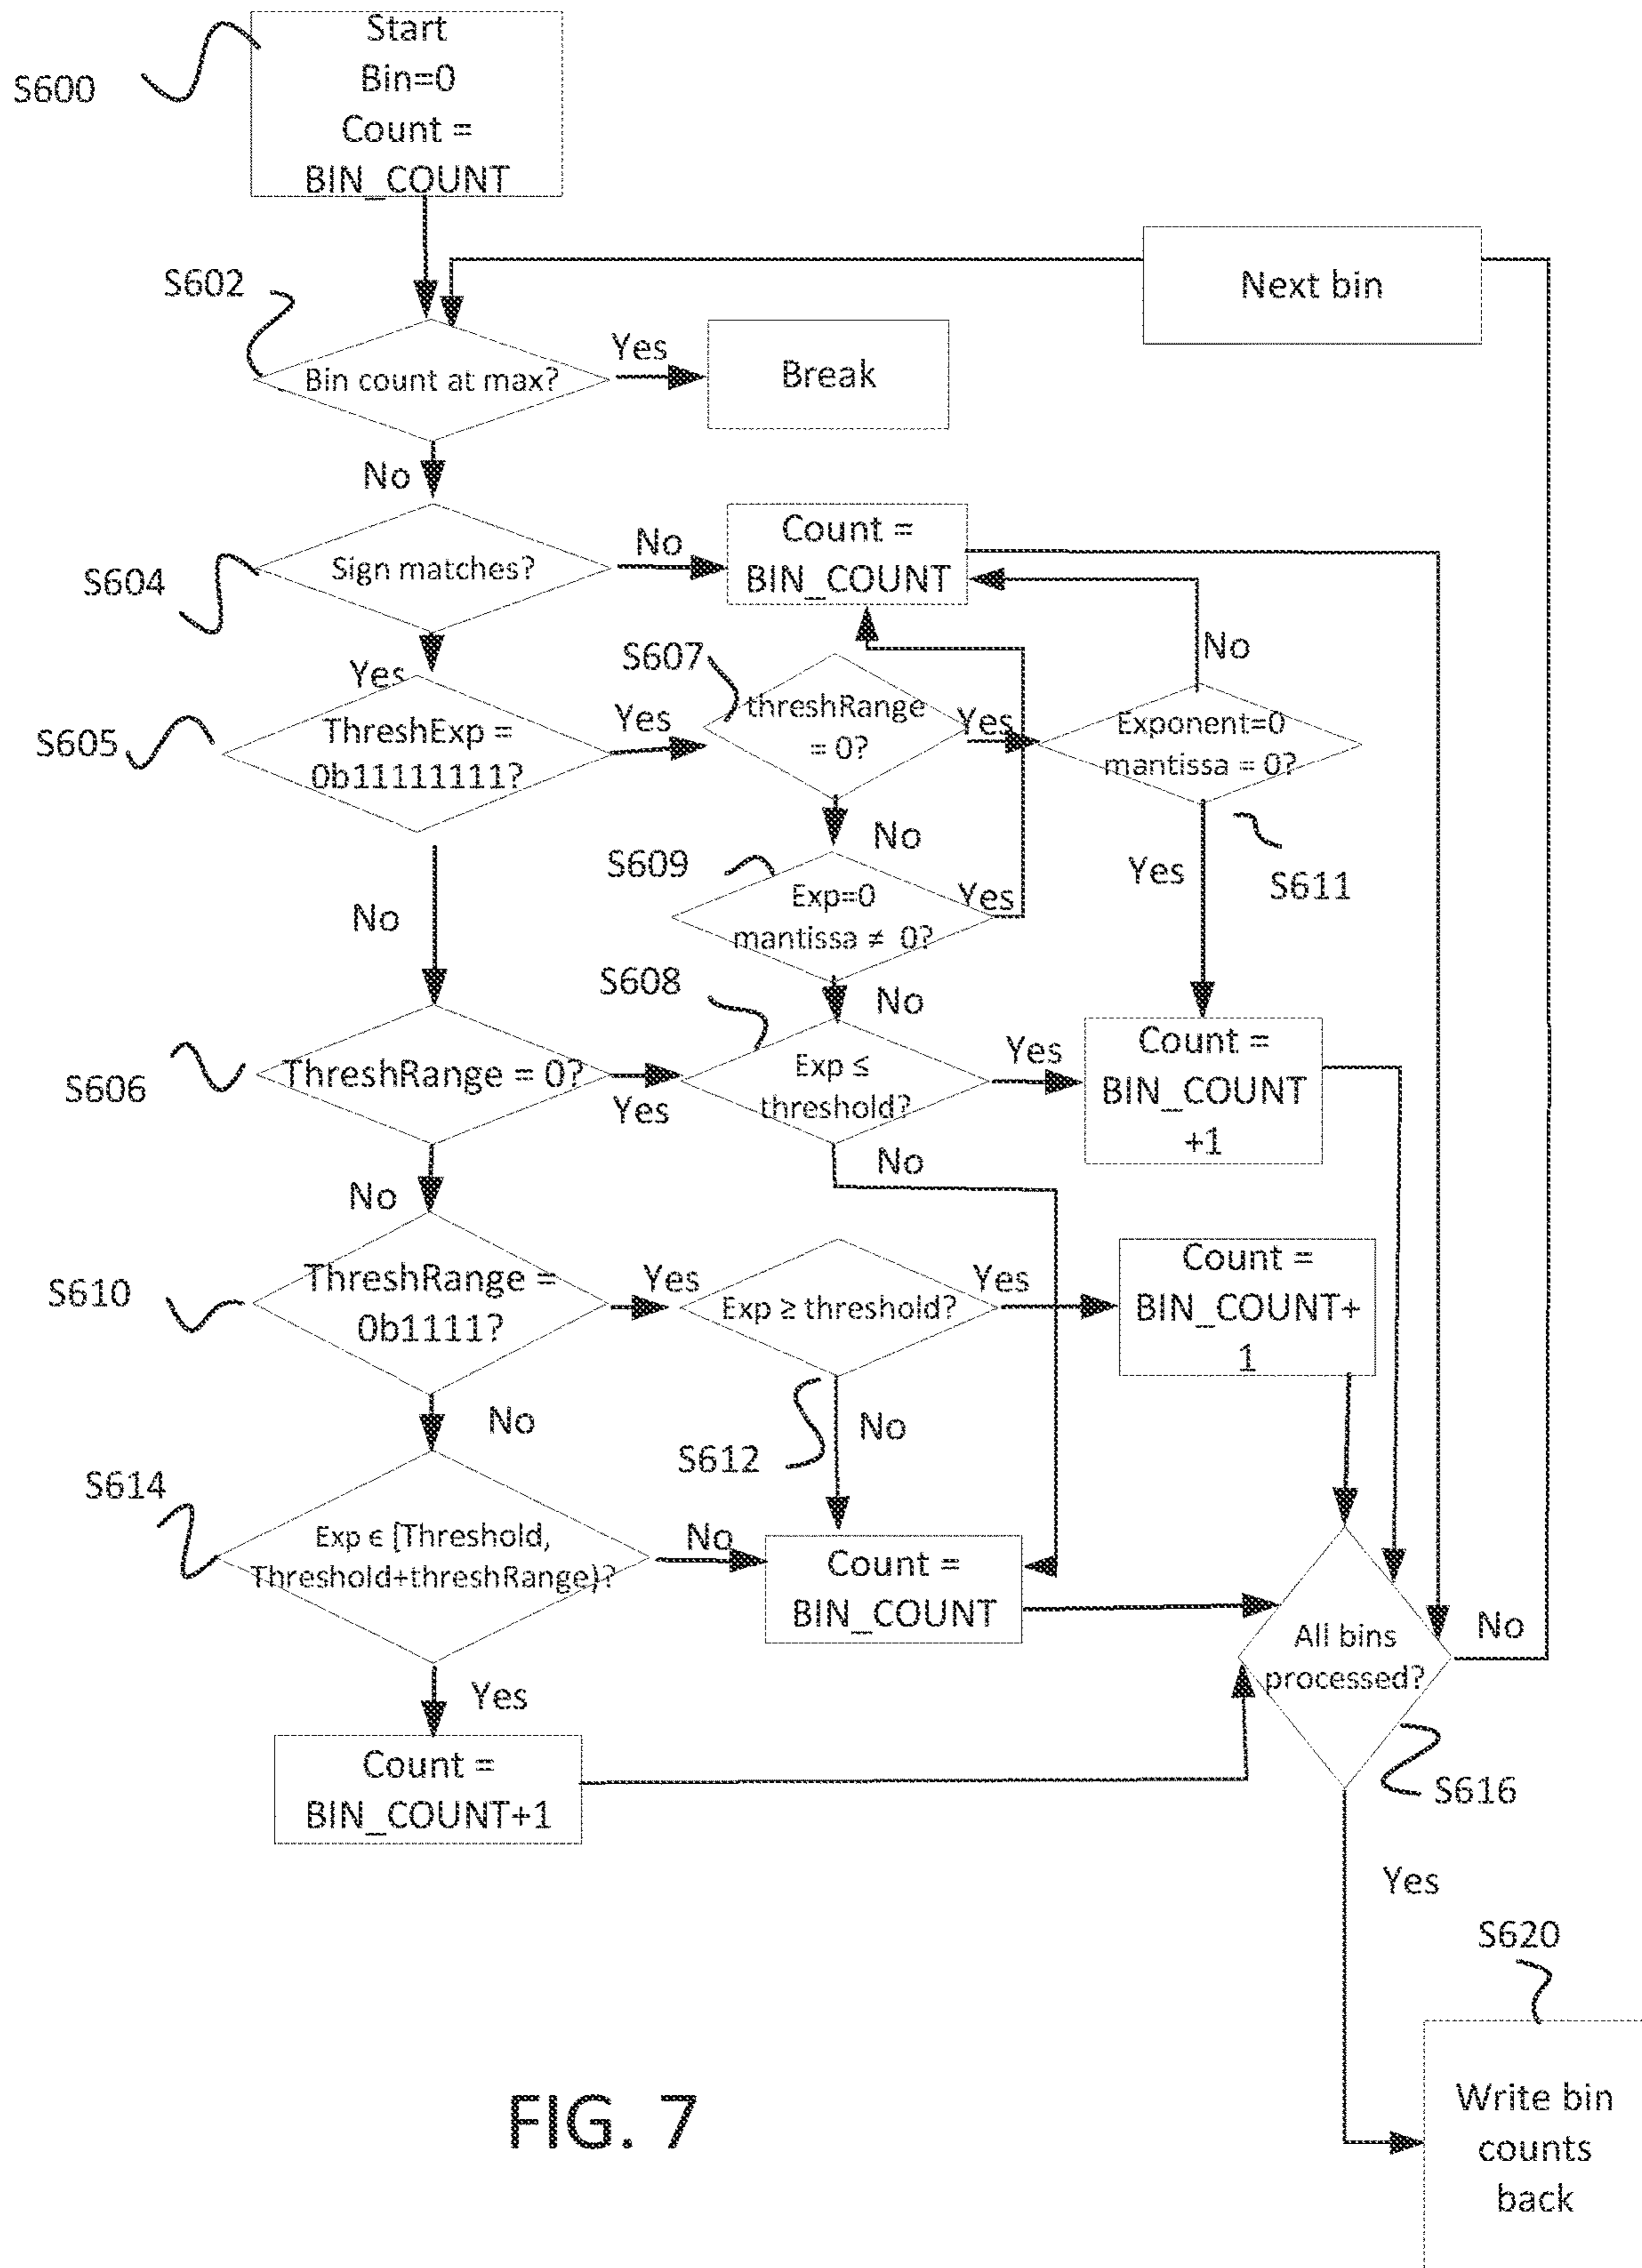 Start
Bin=0
Count =
BIN_COUNT
S600
Next bin
S602
Bin count at max?
Yes
Break
No
S604
Sign matches?
No
Count =
BIN_COUNT
Yes
S605
ThreshExp =
0b11111111?
Yes
S607
threshRange
= 0?
Yes
No
Exponent=0
mantissa = 0?
S611
Yes
No
No
S609
Exp=0
mantissa ≠ 0?
Yes
No
S606
ThreshRange = 0?
Yes
S608
Exp ≤
threshold?
Yes
Count =
BIN_COUNT
+1
No
No
S610
ThreshRange =
0b1111?
Yes
Exp ≥ threshold?
Yes
Count =
BIN_COUNT+
1
S612
No
No
S614
Exp ϵ [Threshold,
Threshold+threshRange)?
No
Count =
BIN_COUNT
All bins
processed?
No
S616
Yes
Count =
BIN_COUNT+1
Yes
S620
Write bin
counts
back
FIG. 7